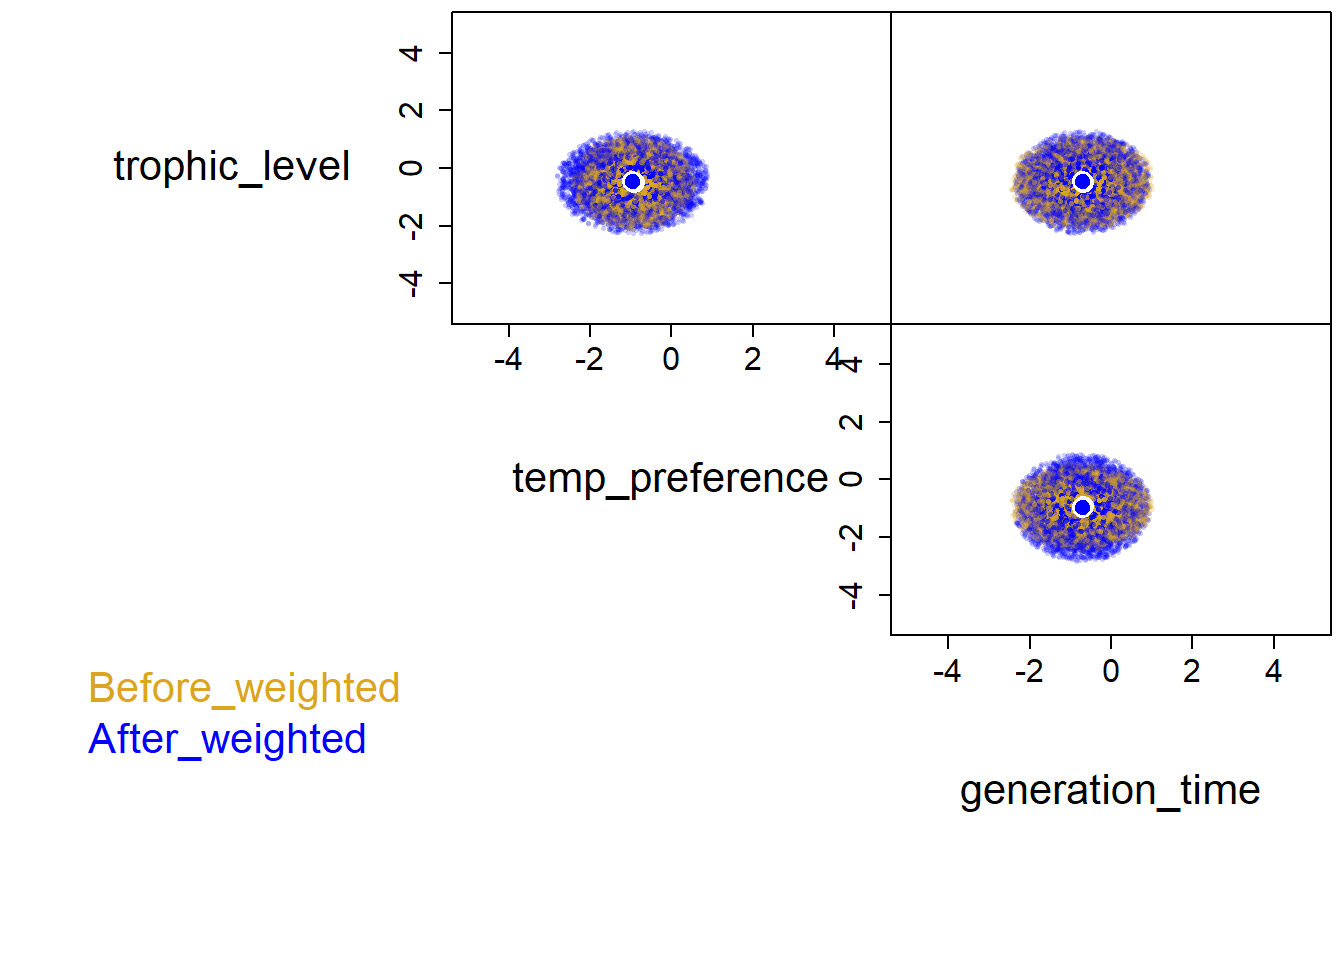 trophic_level
4
2
0
-2
-4
-4 -2 0 2 4
temp_preference
4
2
0
-2
-4
-4 -2 0 2 4
Before_weighted
After_weighted
generation_time